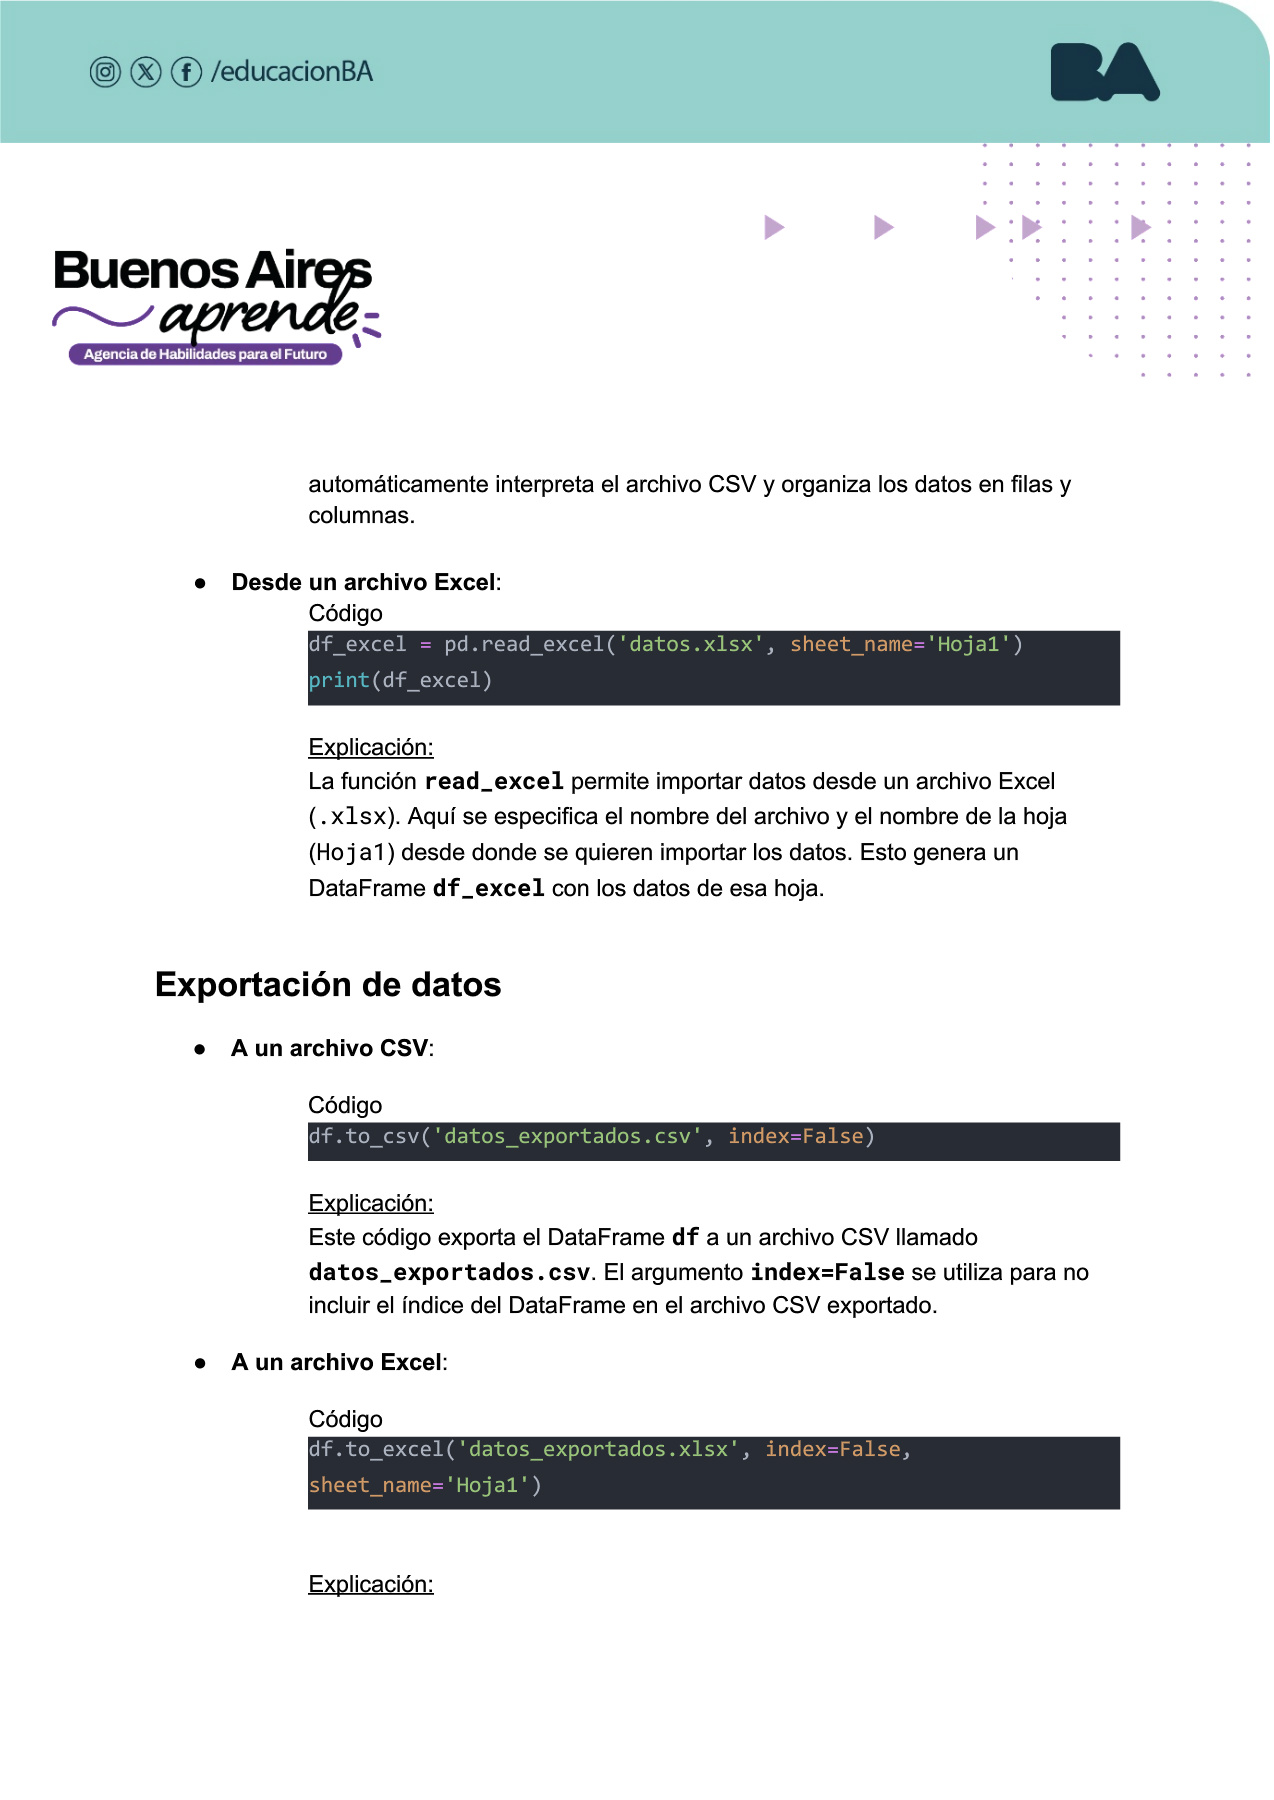 /educacionBA
BA
Buenos Aires
aprende
Agencia de Habilidades para el Futuro
automáticamente interpreta el archivo CSV y organiza los datos en filas y
columnas.
● Desde un archivo Excel:
Código
df_excel = pd.read_excel('datos.xlsx', sheet_name='Hoja1')
print(df_excel)
Explicación:
La función read_excel permite importar datos desde un archivo Excel
(.xlsx). Aquí se especifica el nombre del archivo y el nombre de la hoja
(Hoja1) desde donde se quieren importar los datos. Esto genera un
DataFrame df_excel con los datos de esa hoja.
Exportación de datos
● A un archivo CSV:
Código
df.to_csv('datos_exportados.csv', index=False)
Explicación:
Este código exporta el DataFrame df a un archivo CSV llamado
datos_exportados.csv. El argumento index=False se utiliza para no
incluir el índice del DataFrame en el archivo CSV exportado.
● A un archivo Excel:
Código
df.to_excel('datos_exportados.xlsx', index=False,
sheet_name='Hoja1')
Explicación: